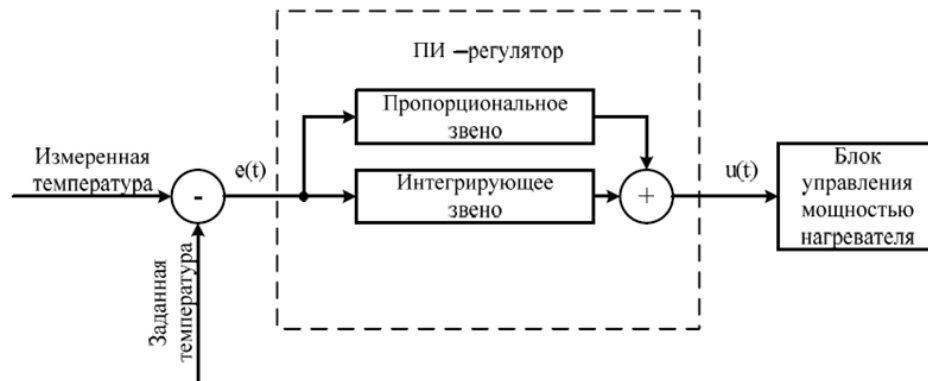 ПИ –регулятор
Пропорциональное
звено
Измеренная
температура
e(t)
-
Интегрирующее
звено
+
u(t)
Блок
управления
мощностью
нагревателя
Заданная
температура